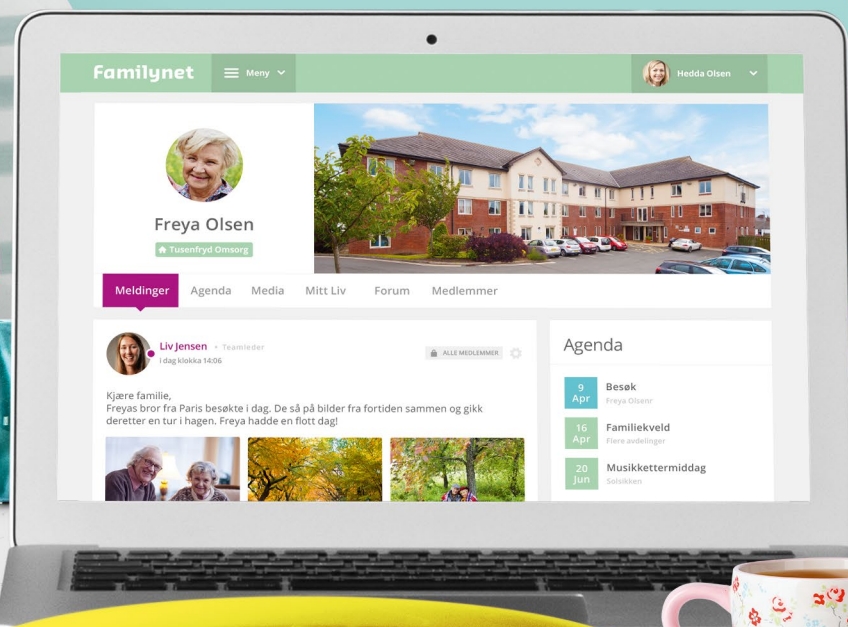 Familynet
Meny
Hedda Olsen
Freya Olsen
Tusenfryd Omsorg
Meldinger
Agenda
Media
Mitt Liv
Forum
Medlemmer
Liv Jensen • Teamleder
i dag klokka 14:06
ALLE MEDLEMMER
Kjære familie,
Freyas bror fra Paris besøkte i dag. De så på bilder fra fortiden sammen og gikk
deretter en tur i hagen. Freya hadde en flott dag!
Agenda
9
Apr
Besøk
Freya Olsenr
16
Apr
Familiekveld
Flere avdelinger
20
Jun
Musikkettermiddag
Solsikken